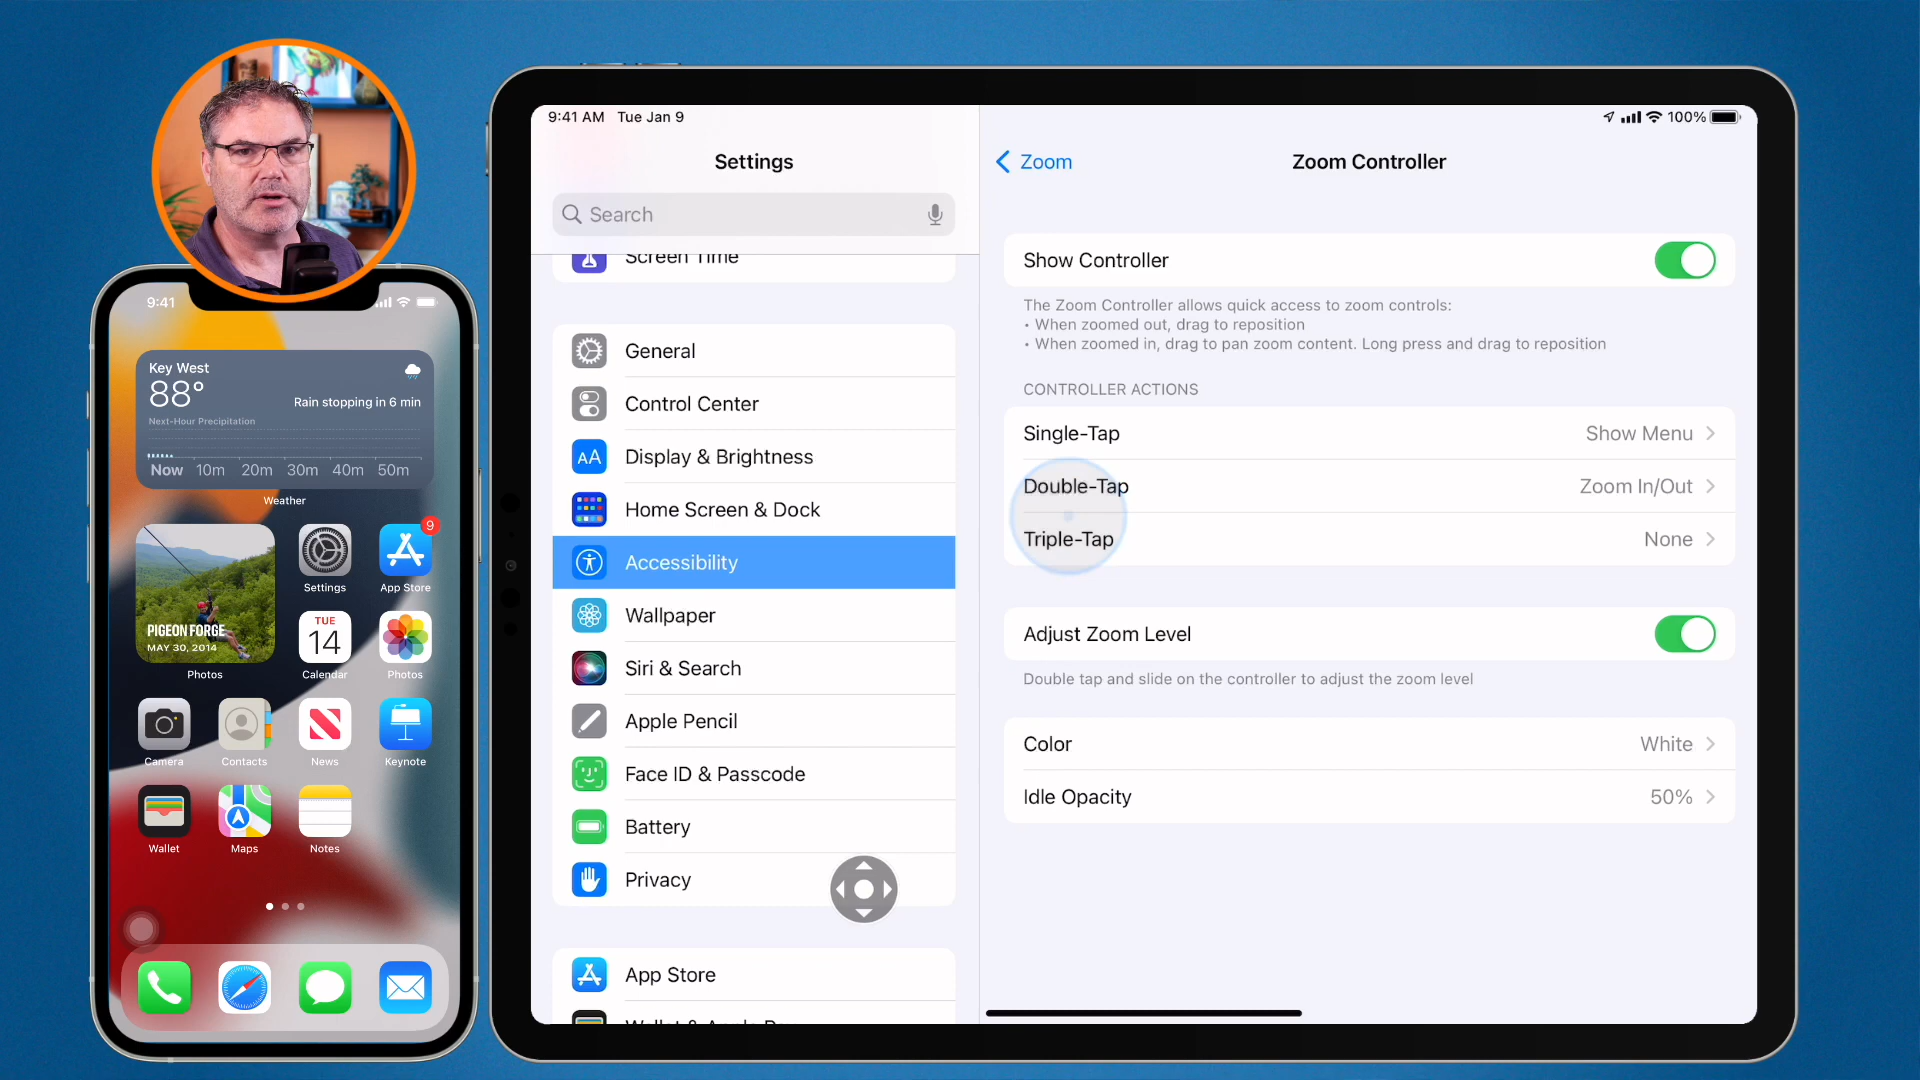 9:41
Key West
88°
Rain stopping in 6 min
Next-Hour Precipitation
Now 10m 20m 30m 40m 50m
Weather
PIGEON FORGE
MAY 30, 2014
Photos
Settings
9
App Store
TUE
14
Calendar
Photos
Camera
Contacts
News
Keynote
Wallet
Maps
Notes
9:41 AM Tue Jan 9
100%
Settings
Search
Screen Time
General
Control Center
AA
Display & Brightness
Home Screen & Dock
Accessibility
Wallpaper
Siri & Search
Apple Pencil
Face ID & Passcode
Battery
Privacy
App Store
Wallet & Apple Pay
Zoom
Zoom Controller
Show Controller
The Zoom Controller allows quick access to zoom controls:
• When zoomed out, drag to reposition
• When zoomed in, drag to pan zoom content. Long press and drag to reposition
CONTROLLER ACTIONS
Single-Tap Show Menu
Double-Tap Zoom In/Out
Triple-Tap None
Adjust Zoom Level
Double tap and slide on the controller to adjust the zoom level
Color White
Idle Opacity 50%